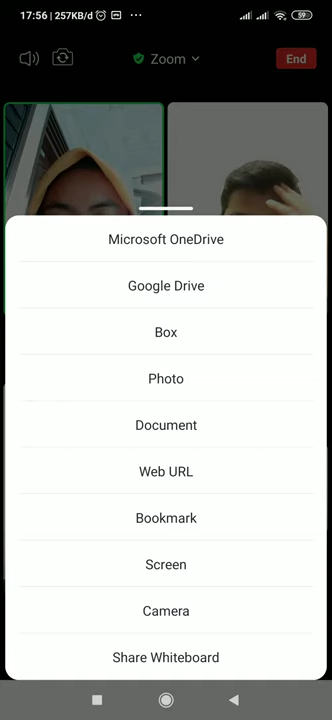 17:56 | 257KB/d ... 59
Zoom
End
Microsoft OneDrive
Google Drive
Box
Photo
Document
Web URL
Bookmark
Screen
Camera
Share Whiteboard